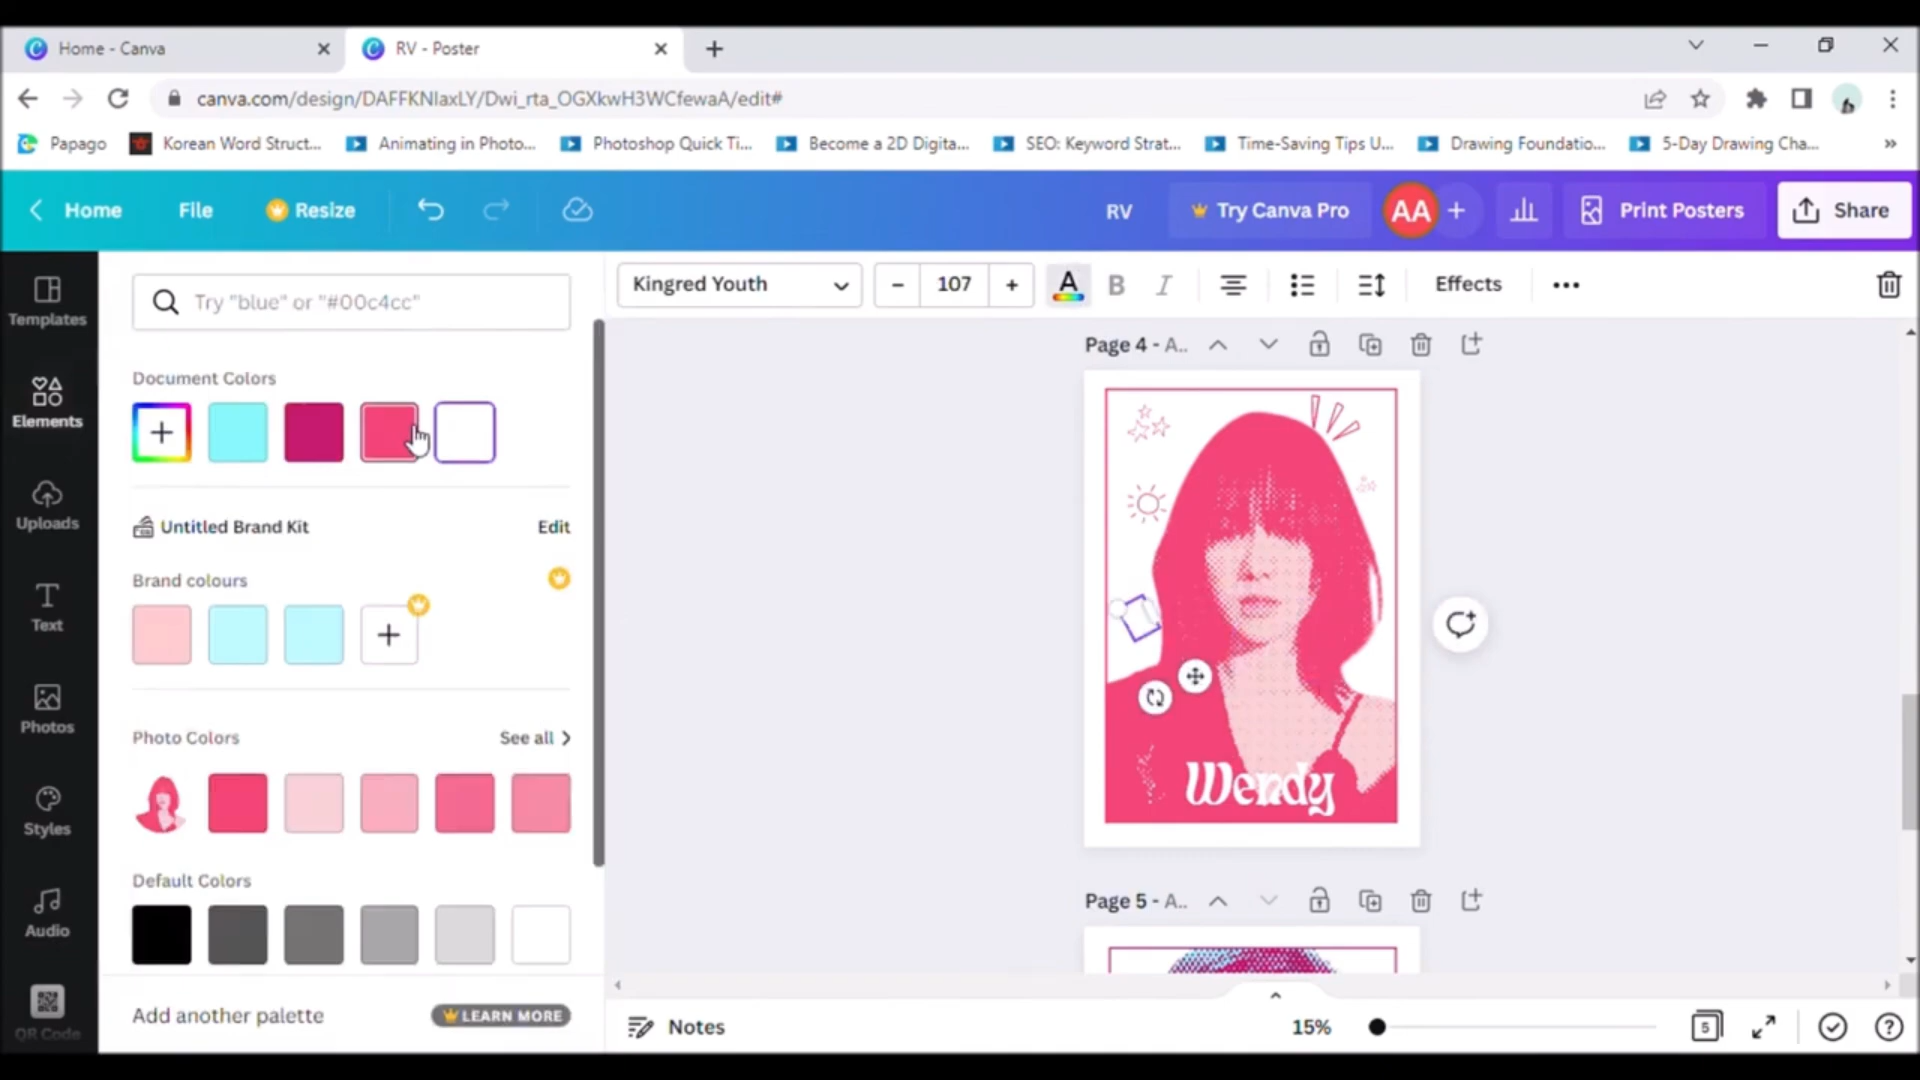 Home - Canva
RV - Poster
canva.com/design/DAFFKNIaxLY/Dwi_rta_OGXkwH3WCfewaA/edit#
Papago
Korean Word Struct...
Animating in Photo...
Photoshop Quick Ti...
Become a 2D Digita...
SEO: Keyword Strat...
Time-Saving Tips U...
Drawing Foundatio...
5-Day Drawing Cha...
Home
File
Resize
RV
Try Canva Pro
AA
Print Posters
Share
Templates
Elements
Uploads
Text
Photos
Styles
Audio
QR Code
Try "blue" or "#00c4cc"
Document Colors
Untitled Brand Kit
Edit
Brand colours
Photo Colors
See all
Default Colors
Add another palette
LEARN MORE
Kingred Youth
107
A
B
I
Effects
Page 4 - A..
Wendy
Page 5 - A..
Notes
15%
5